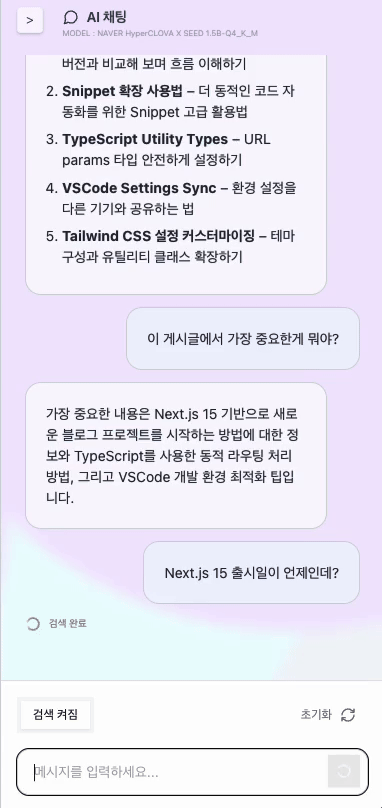 >
AI 채팅
MODEL : NAVER HyperCLOVA X SEED 1.5B-Q4_K_M
버전과 비교해 보며 흐름 이해하기
2. Snippet 확장 사용법 – 더 동적인 코드 자
동화를 위한 Snippet 고급 활용법
3. TypeScript Utility Types – URL
params 타입 안전하게 설정하기
4. VSCode Settings Sync – 환경 설정을
다른 기기와 공유하는 법
5. Tailwind CSS 설정 커스터마이징 – 테마
구성과 유틸리티 클래스 확장하기
이 게시글에서 가장 중요한게 뭐야?
가장 중요한 내용은 Next.js 15 기반으로 새로
운 블로그 프로젝트를 시작하는 방법에 대한 정
보와 TypeScript를 사용한 동적 라우팅 처리
방법, 그리고 VSCode 개발 환경 최적화 팁입
니다.
Next.js 15 출시일이 언제인데?
검색 완료
검색 켜짐
초기화
메시지를 입력하세요...